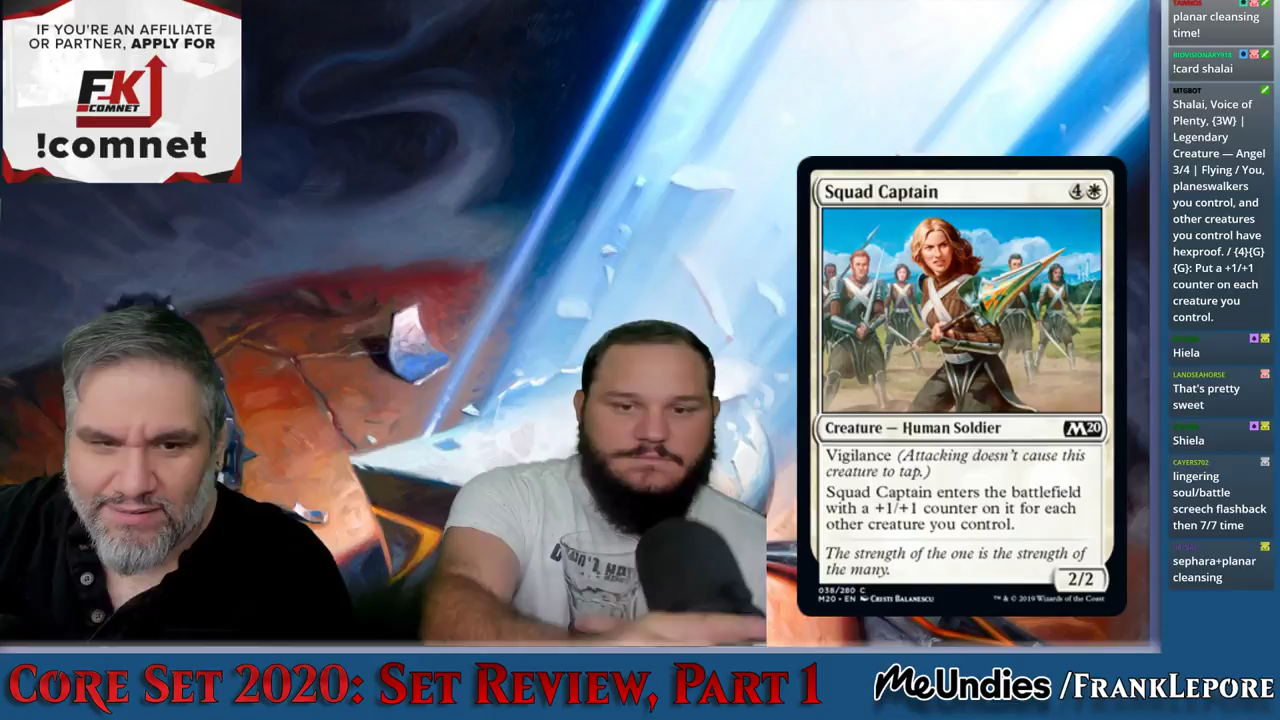 IF YOU'RE AN AFFILIATE
OR PARTNER, APPLY FOR
F2K
COMNET
!comnet
Squad Captain 4
Creature — Human Soldier M20
Vigilance (Attacking doesn't cause this
creature to tap.)
Squad Captain enters the battlefield
with a +1/+1 counter on it for each
other creature you control.
The strength of the one is the strength of
the many.
2/2
038/280 C
M20 • EN Cristi Balanescu
™ & © 2019 Wizards of the Coast
planar cleansing
time!
BIOVISIONARY918
!card shalai
MTGBOT
Shalai, Voice of
Plenty, {3W} |
Legendary
Creature — Angel
3/4 | Flying / You,
planeswalkers
you control, and
other creatures
you control have
hexproof. / {4}{G}
{G}: Put a +1/+1
counter on each
creature you
control.
Hiela
LANDSEAHORSE
That's pretty
sweet
Shiela
CAYERS702
lingering
soul/battle
screech flashback
then 7/7 time
sephara+planar
cleansing
Core Set 2020: Set Review, Part 1
MeUndies /FrankLepore